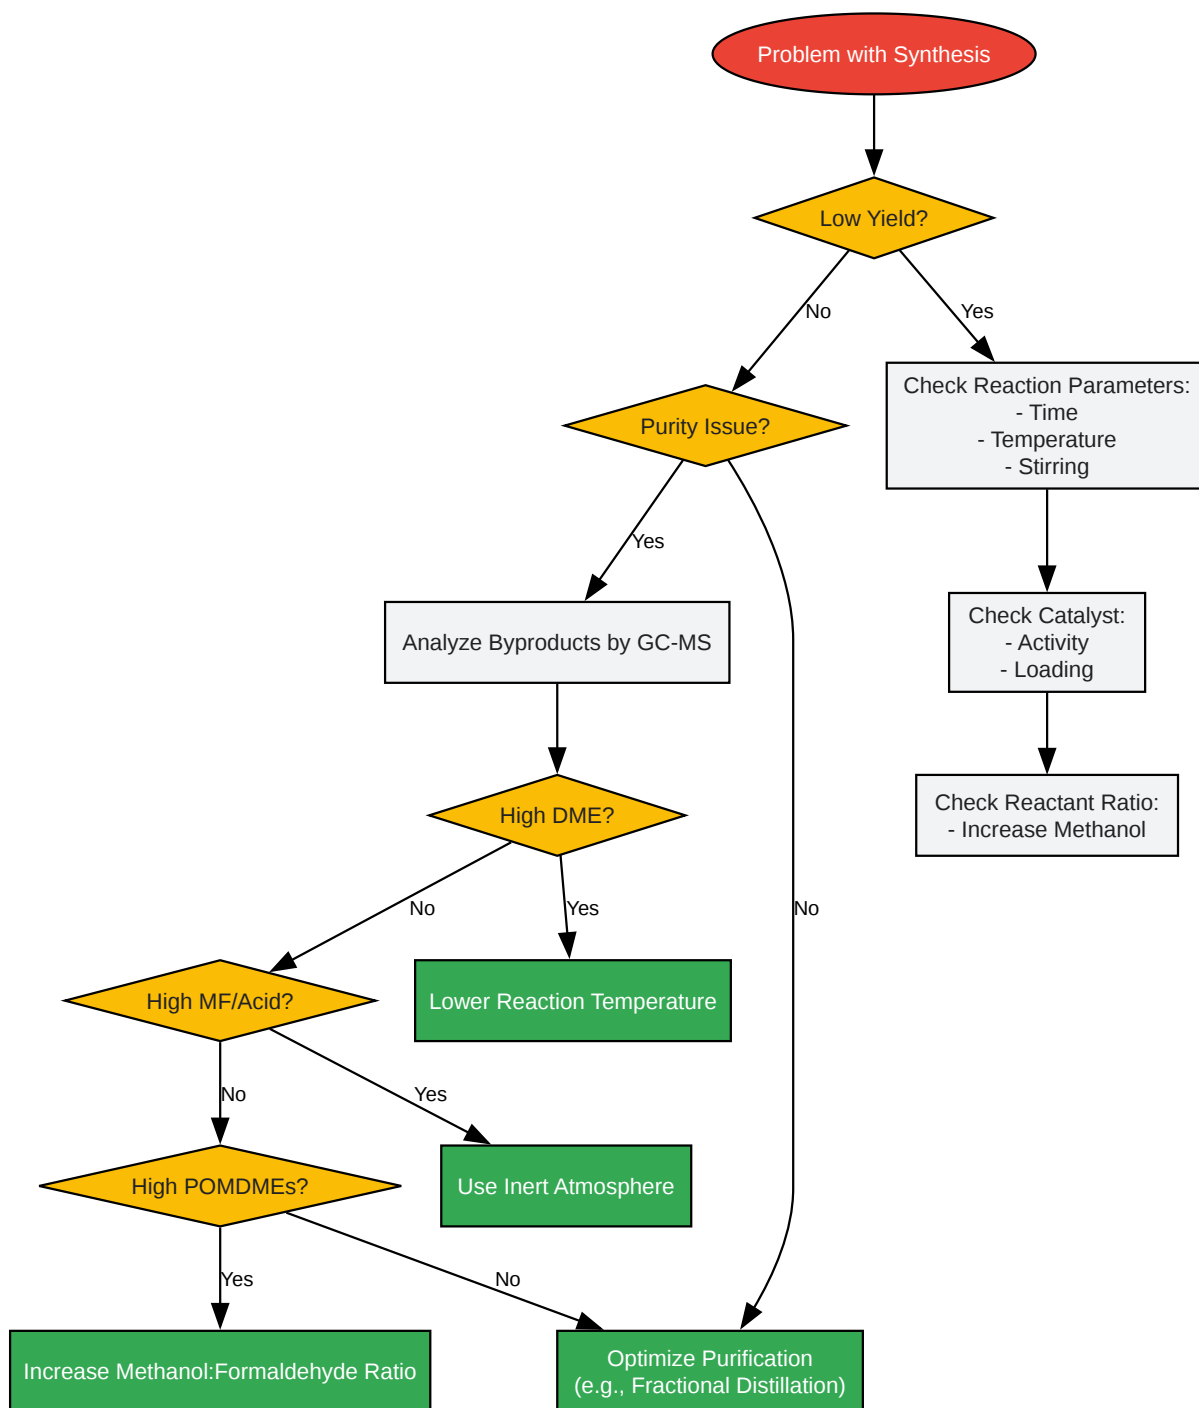 Problem with Synthesis
Low Yield?
No
Yes
Purity Issue?
Check Reaction Parameters:
- Time
- Temperature
- Stirring
Yes
Analyze Byproducts by GC-MS
Check Catalyst:
- Activity
- Loading
High DME?
Check Reactant Ratio:
- Increase Methanol
No
Yes
No
High MF/Acid?
Lower Reaction Temperature
No
Yes
High POMDMEs?
Use Inert Atmosphere
Yes
No
Increase Methanol:Formaldehyde Ratio
Optimize Purification
(e.g., Fractional Distillation)